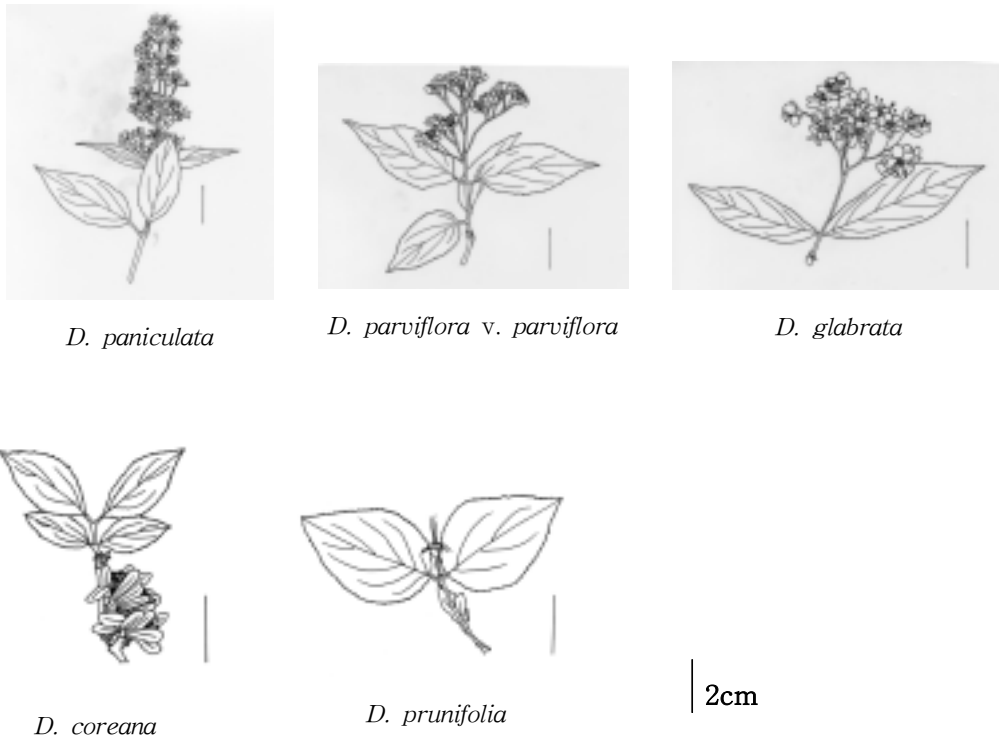 D. paniculata
D. parviflora v. parviflora
D. glabrata
D. coreana
D. prunifolia
2cm